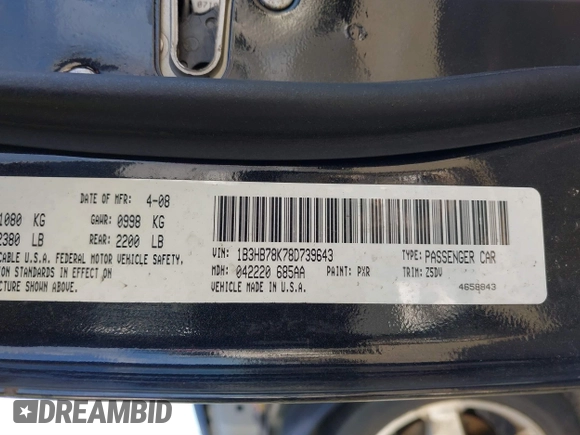 DATE OF MFR: 4-08
1080 KG GAWR: 0998 KG
2380 LB REAR: 2200 LB
CABLE U.S.A. FEDERAL MOTOR VEHICLE SAFETY.
ON STANDARDS IN EFFECT ON
TURE SHOWN ABOVE.
VIN: 1B3HB78K78D739643
TYPE: PASSENGER CAR
MDH: 042220 685AA
PAINT: PXR
TRIM: Z5DV
VEHICLE MADE IN U.S.A.
4658843
DREAMBID